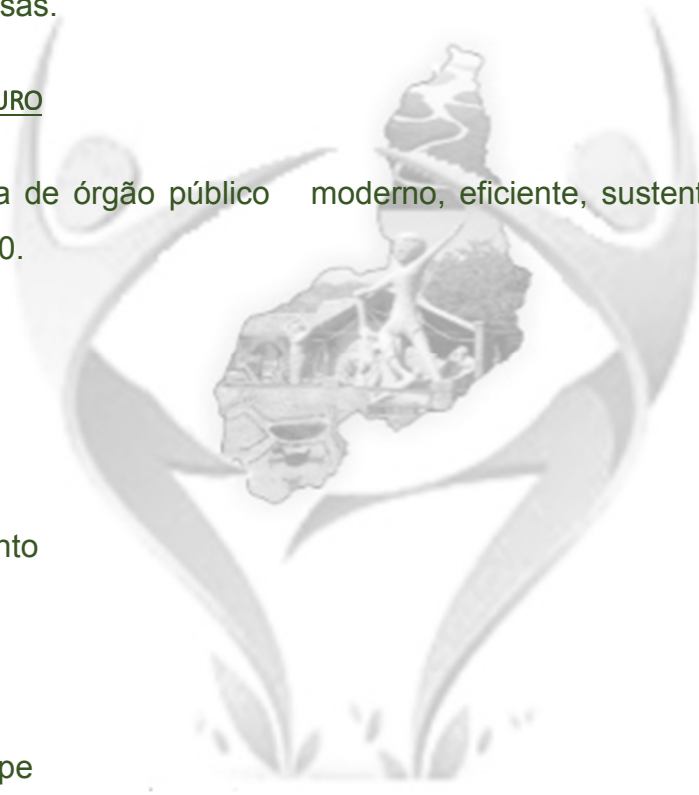 sas.
URO
a de órgão público moderno, eficiente, sustent
0.
nto
pe